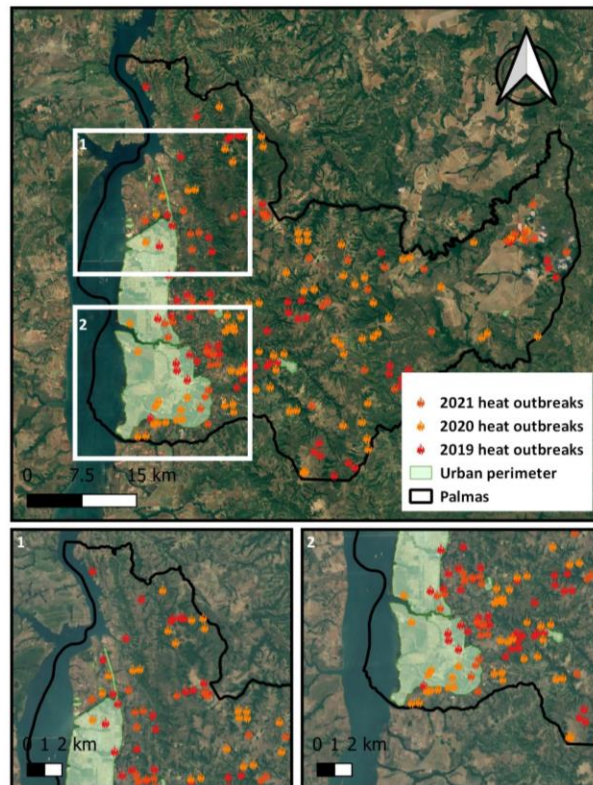 1
2
2021 heat outbreaks
2020 heat outbreaks
2019 heat outbreaks
Urban perimeter
Palmas
0 7.5 15 km
1
0 1 2 km
2
0 1 2 km